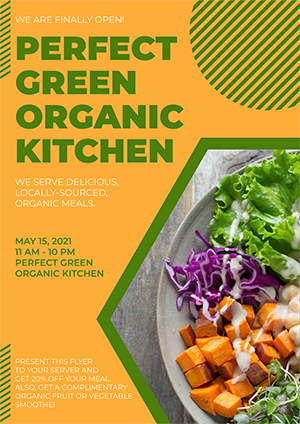 WE ARE FINALLY OPEN!
PERFECT
GREEN
ORGANIC
KITCHEN
WE SERVE DELICIOUS,
LOCALLY-SOURCED,
ORGANIC MEALS.
MAY 15, 2021
11 AM - 10 PM
PERFECT GREEN
ORGANIC KITCHEN
PRESENT THIS FLYER
TO YOUR SERVER AND
GET 20% OFF YOUR MEAL.
ALSO, GET A COMPLIMENTARY
ORGANIC FRUIT OR VEGETABLE
SMOOTHE!